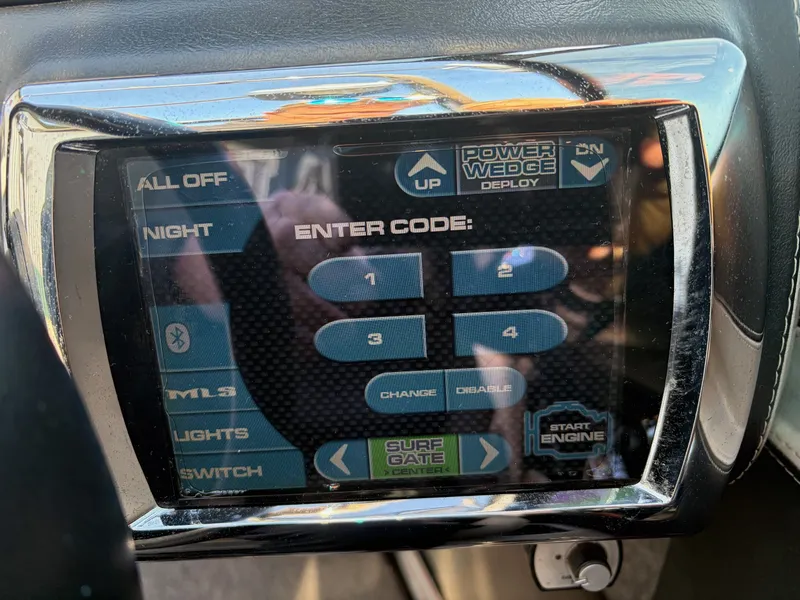 ALL OFF
UP
POWER
WEDGE
DEPLOY
DN
NIGHT
ENTER CODE:
1
2
3
4
MLS
CHANGE
DISABLE
LIGHTS
SURF
GATE
>CENTER<
START
ENGINE
SWITCH